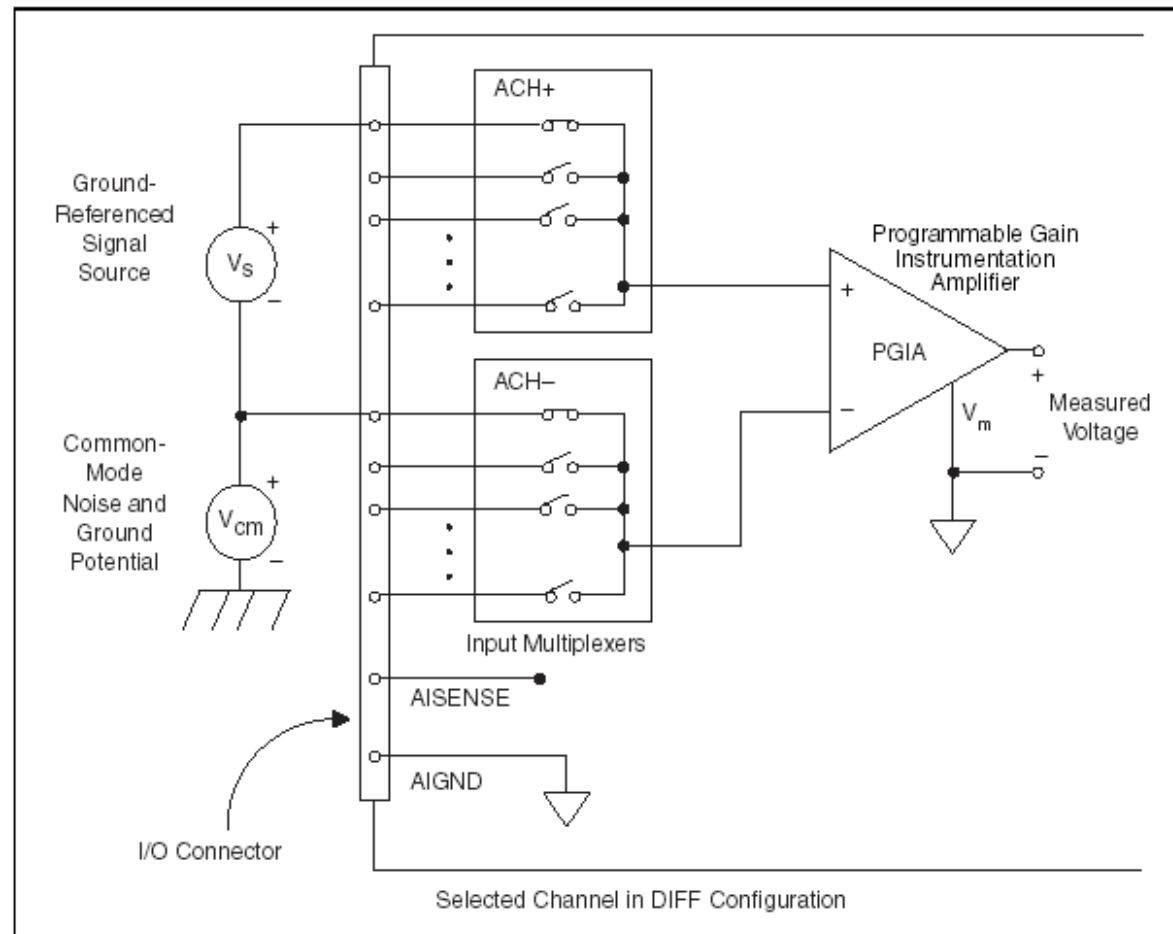 ACH+
Ground-
Referenced
Signal
Source
+
Vs
−
Programmable Gain
Instrumentation
Amplifier
+
PGIA
−
Vm
+
Measured
Voltage
−
ACH−
Common-
Mode
Noise and
Ground
Potential
+
Vcm
−
Input Multiplexers
AISENSE
AIGND
I/O Connector
Selected Channel in DIFF Configuration